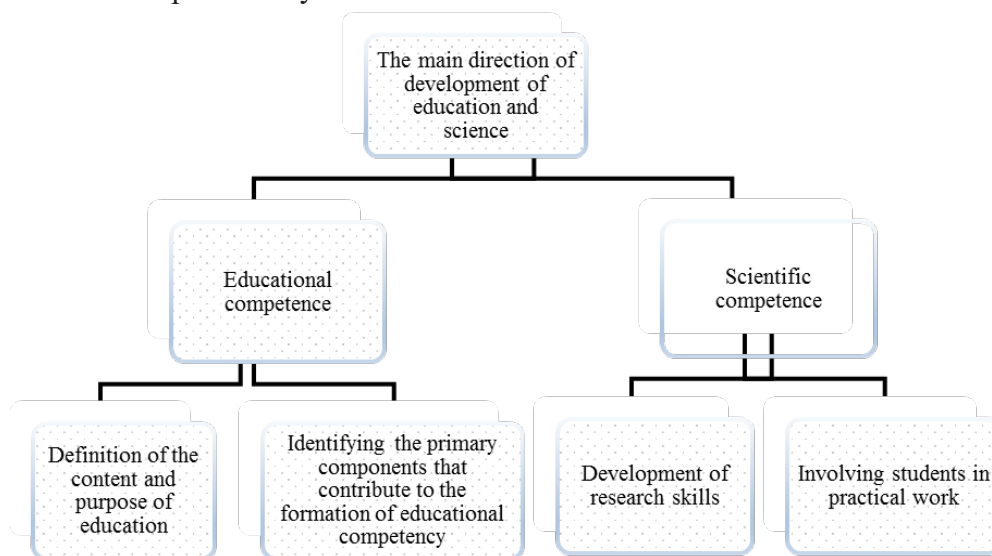 The main direction of
development of
education and
science
Educational
competence
Scientific
competence
Definition of the
content and
purpose of
education
Identifying the primary
components that
contribute to the
formation of educational
competency
Development of
research skills
Involving students in
practical work